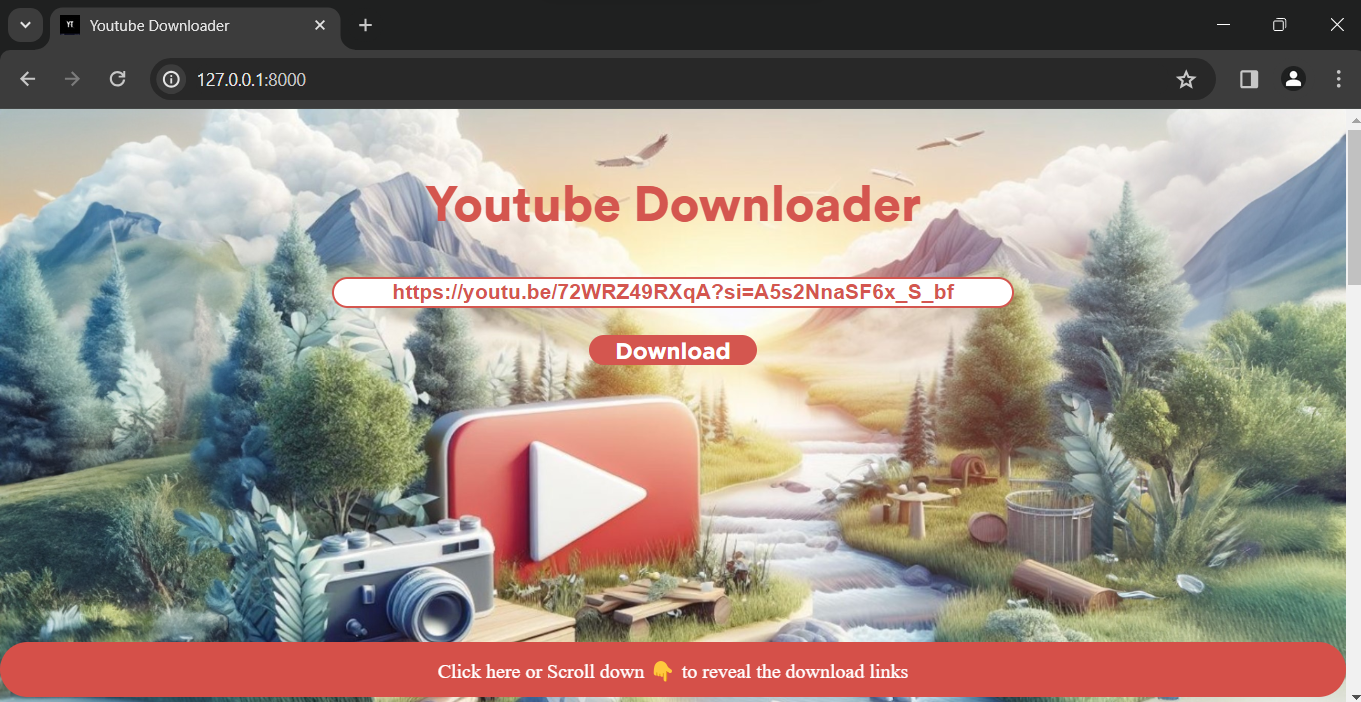 YT Youtube Downloader
127.0.0.1:8000
Youtube Downloader
https://youtu.be/72WRZ49RXqA?si=A5s2NnaSF6x_S_bf
Download
Click here or Scroll down 👇 to reveal the download links